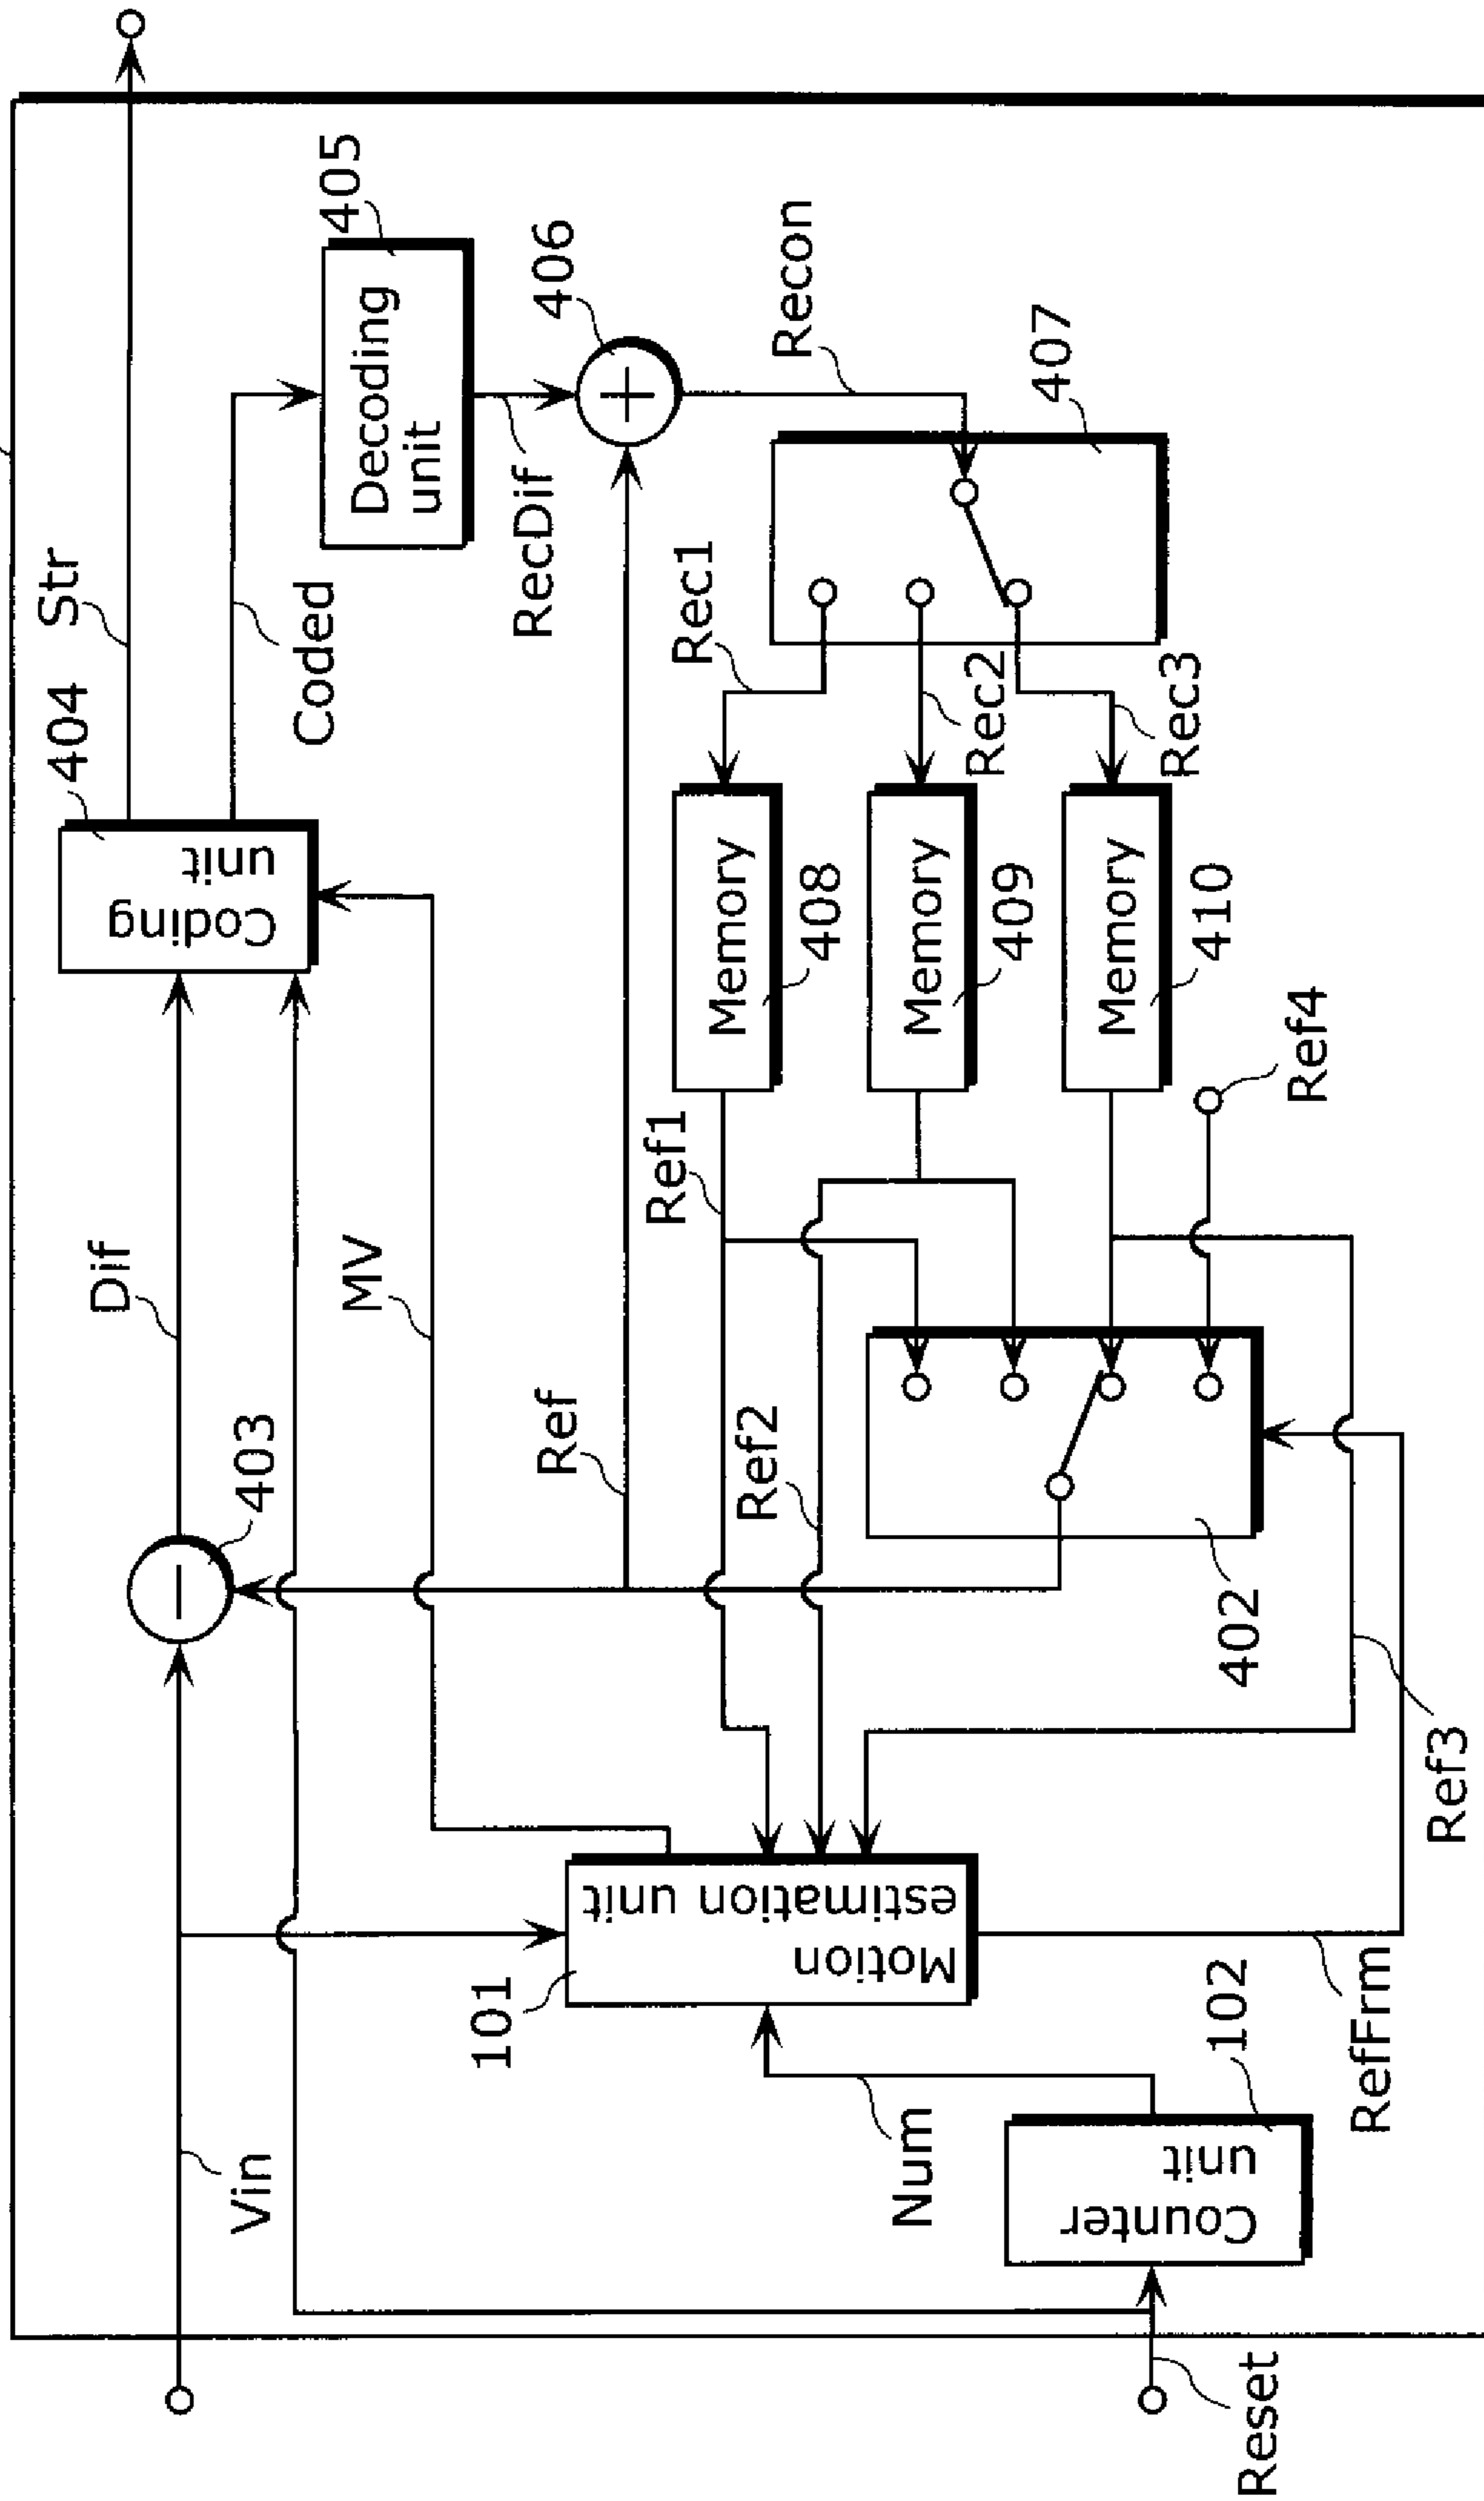 Str
404
Coding
unit
Coded
405
Decoding
unit
RecDif
406
Recon
407
Rec1
Rec2
Rec3
Memory
408
Memory
409
Memory
410
Ref4
Ref1
Dif
MV
403
Ref
Ref2
402
Ref3
Vin
101
Motion
estimation unit
RefFrm
Num
102
Counter
unit
Reset